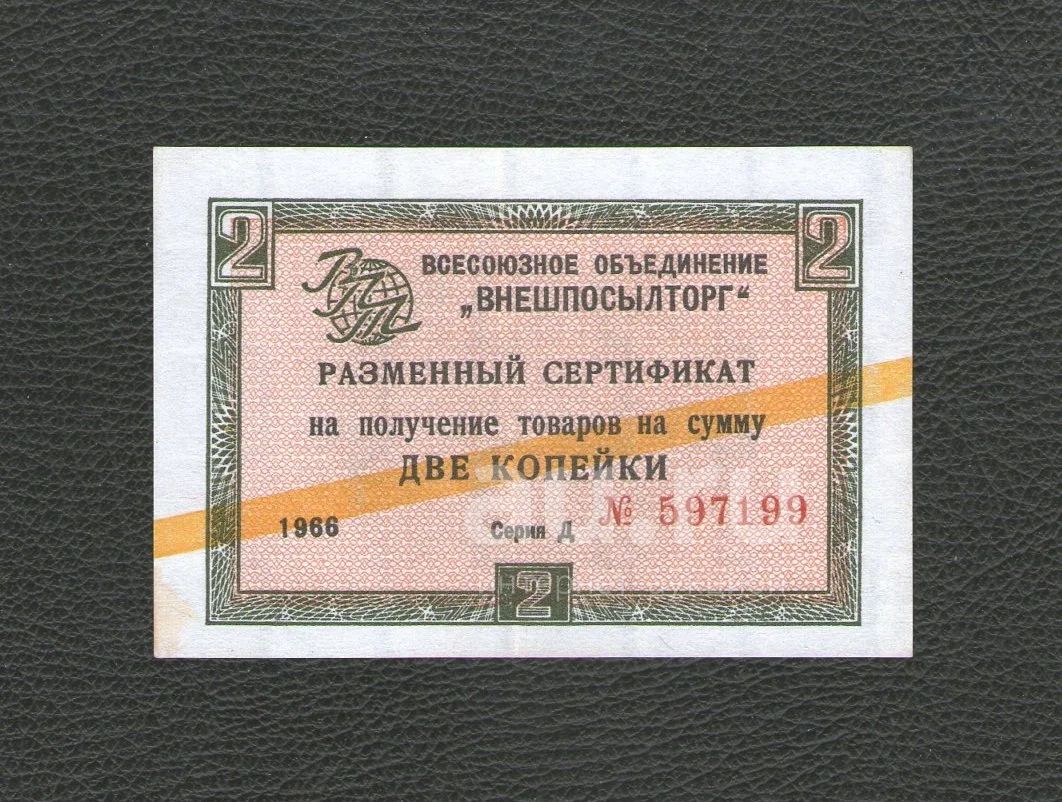 2 2
ВПТ
ВСЕСОЮЗНОЕ ОБЪЕДИНЕНИЕ
„ВНЕШПОСЫЛТОРГ“
РАЗМЕННЫЙ СЕРТИФИКАТ
на получение товаров на сумму
ДВЕ КОПЕЙКИ
1966 Серия Д № 597199
2